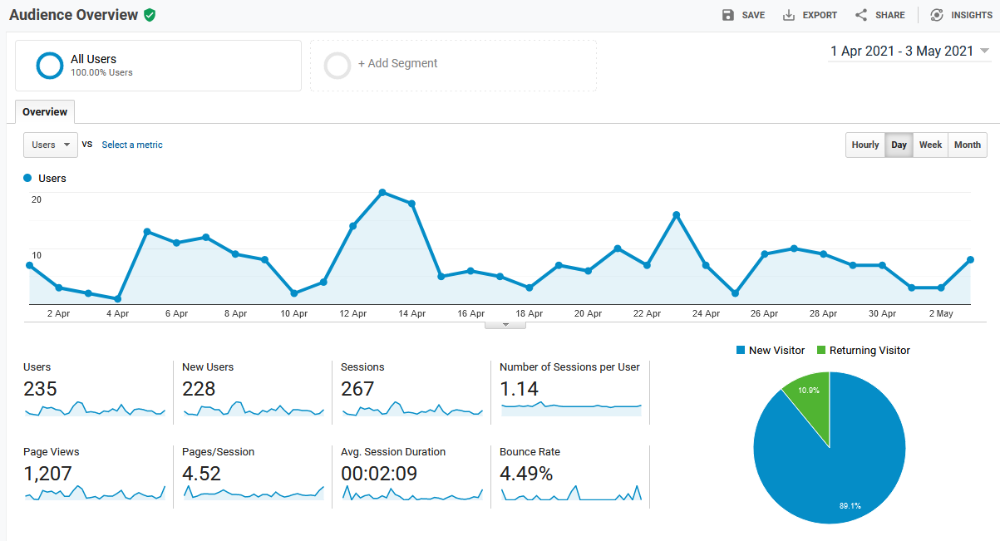 Audience Overview
SAVE EXPORT SHARE INSIGHTS
All Users
100.00% Users
+ Add Segment
1 Apr 2021 - 3 May 2021
Overview
Users VS Select a metric
Hourly Day Week Month
Users
20
10
2 Apr 4 Apr 6 Apr 8 Apr 10 Apr 12 Apr 14 Apr 16 Apr 18 Apr 20 Apr 22 Apr 24 Apr 26 Apr 28 Apr 30 Apr 2 May
Users
235
New Users
228
Sessions
267
Number of Sessions per User
1.14
Page Views
1,207
Pages/Session
4.52
Avg. Session Duration
00:02:09
Bounce Rate
4.49%
New Visitor Returning Visitor
10.9%
89.1%